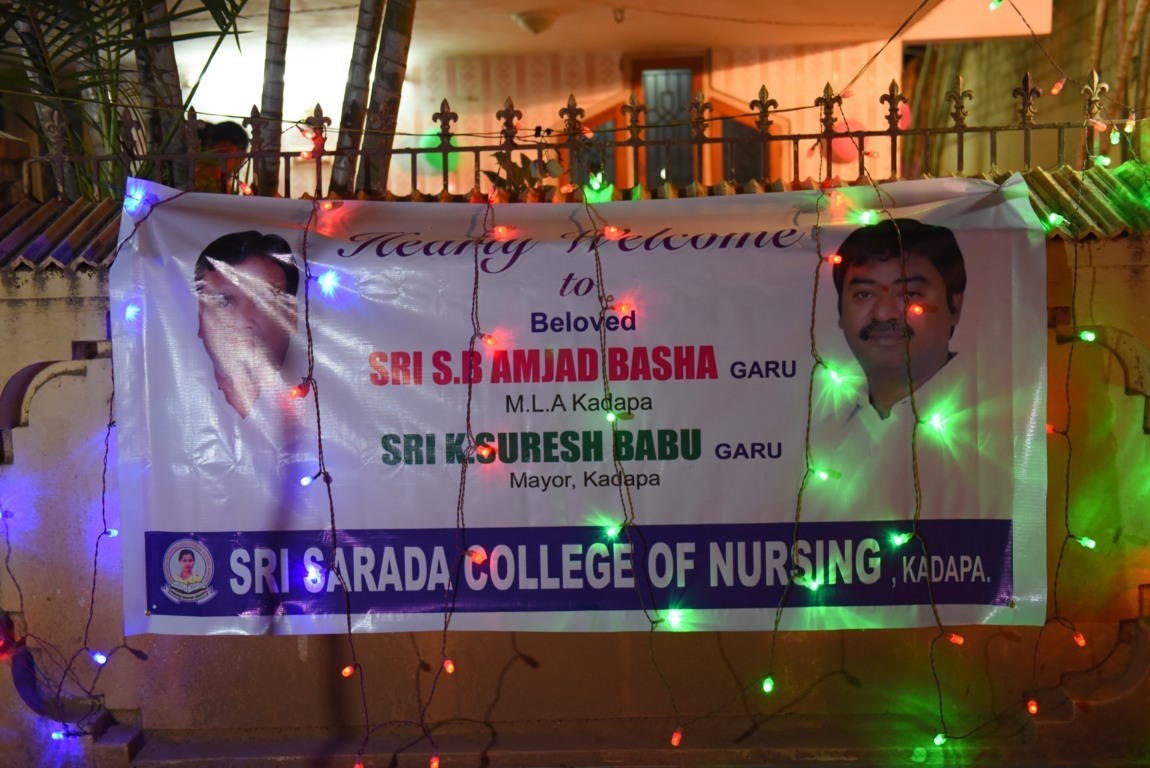 Hearty Welcome
to
Beloved
SRI S.B AMJAD BASHA GARU
M.L.A Kadapa
SRI K.SURESH BABU GARU
Mayor, Kadapa
SRI SARADA COLLEGE OF NURSING , KADAPA.